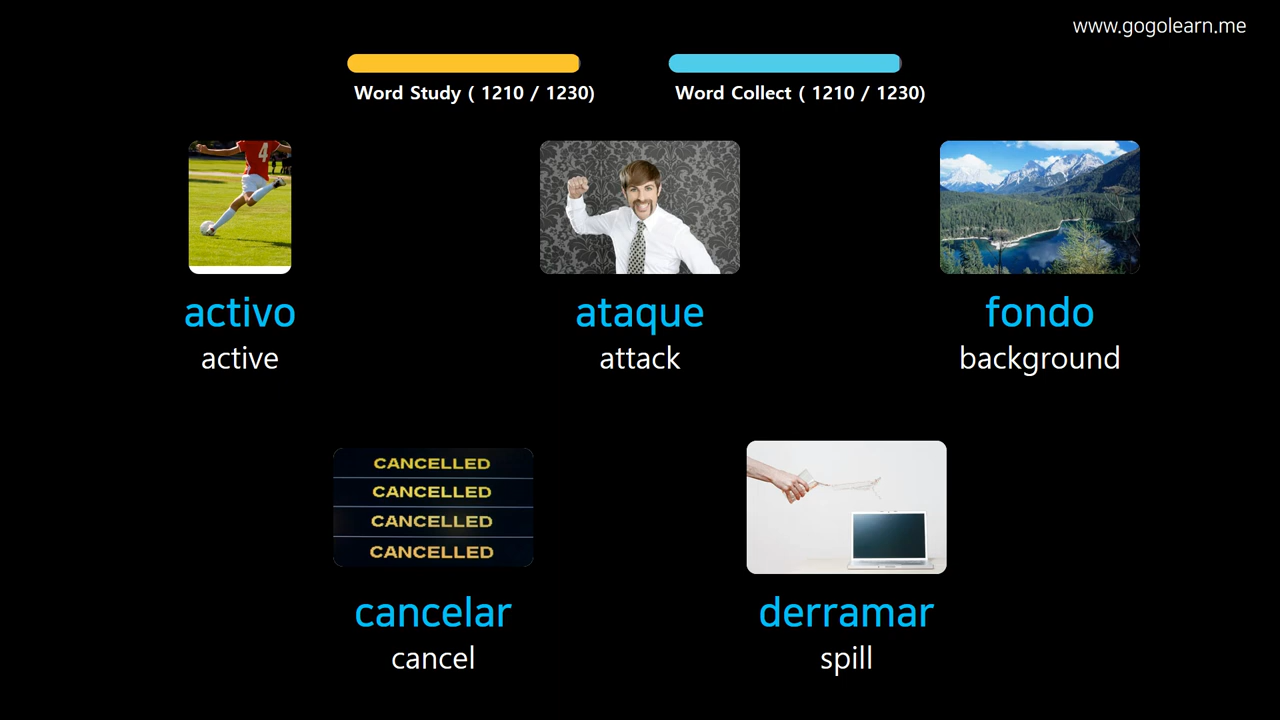 www.gogolearn.me
Word Study ( 1210 / 1230)
Word Collect ( 1210 / 1230)
4
activo
active
ataque
attack
fondo
background
CANCELLED
CANCELLED
CANCELLED
CANCELLED
cancelar
cancel
derramar
spill